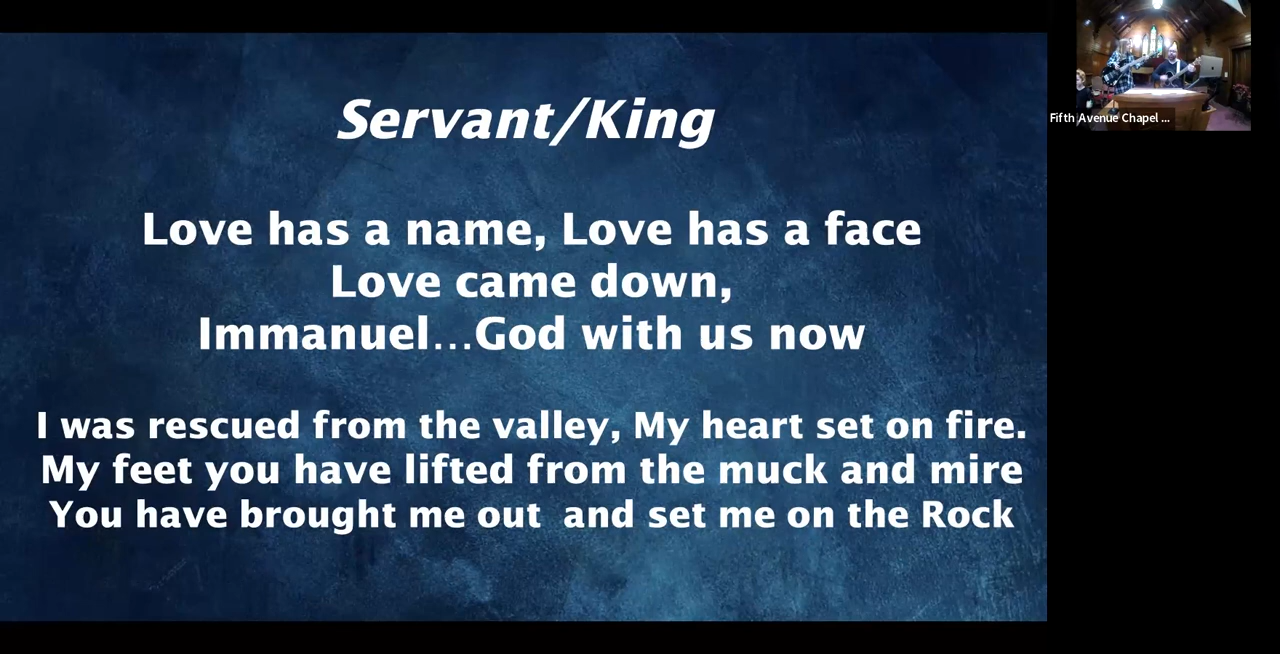 Servant/King
Love has a name, Love has a face
Love came down,
Immanuel...God with us now
I was rescued from the valley, My heart set on fire.
My feet you have lifted from the muck and mire
You have brought me out  and set me on the Rock
Fifth Avenue Chapel ...